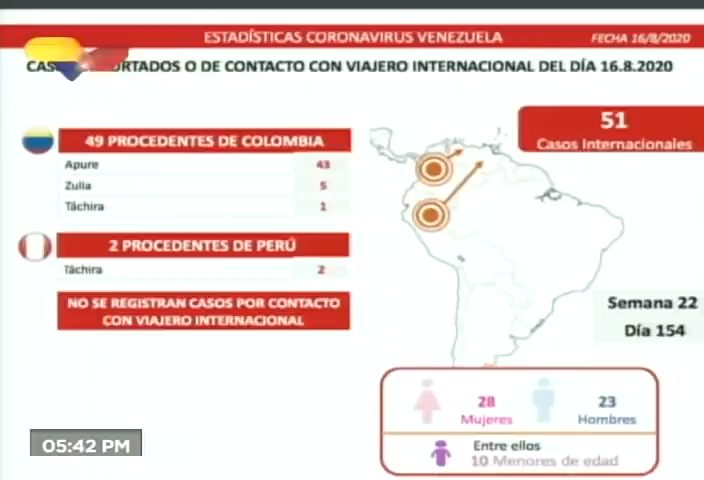 ESTADÍSTICAS CORONAVIRUS VENEZUELA
FECHA 16/8/2020
O DE CONTACTO CON VIAJERO INTERNACIONAL DEL DÍA 16.8.2020
51
Casos Internacionales
49 PROCEDENTES DE COLOMBIA
Apure 43
Zulia 5
Táchira 1
2 PROCEDENTES DE PERÚ
Táchira 2
NO SE REGISTRAN CASOS POR CONTACTO
CON VIAJERO INTERNACIONAL
Semana 22
Día 154
28
Mujeres
23
Hombres
Entre ellos
10 Menores de edad
05:42 PM